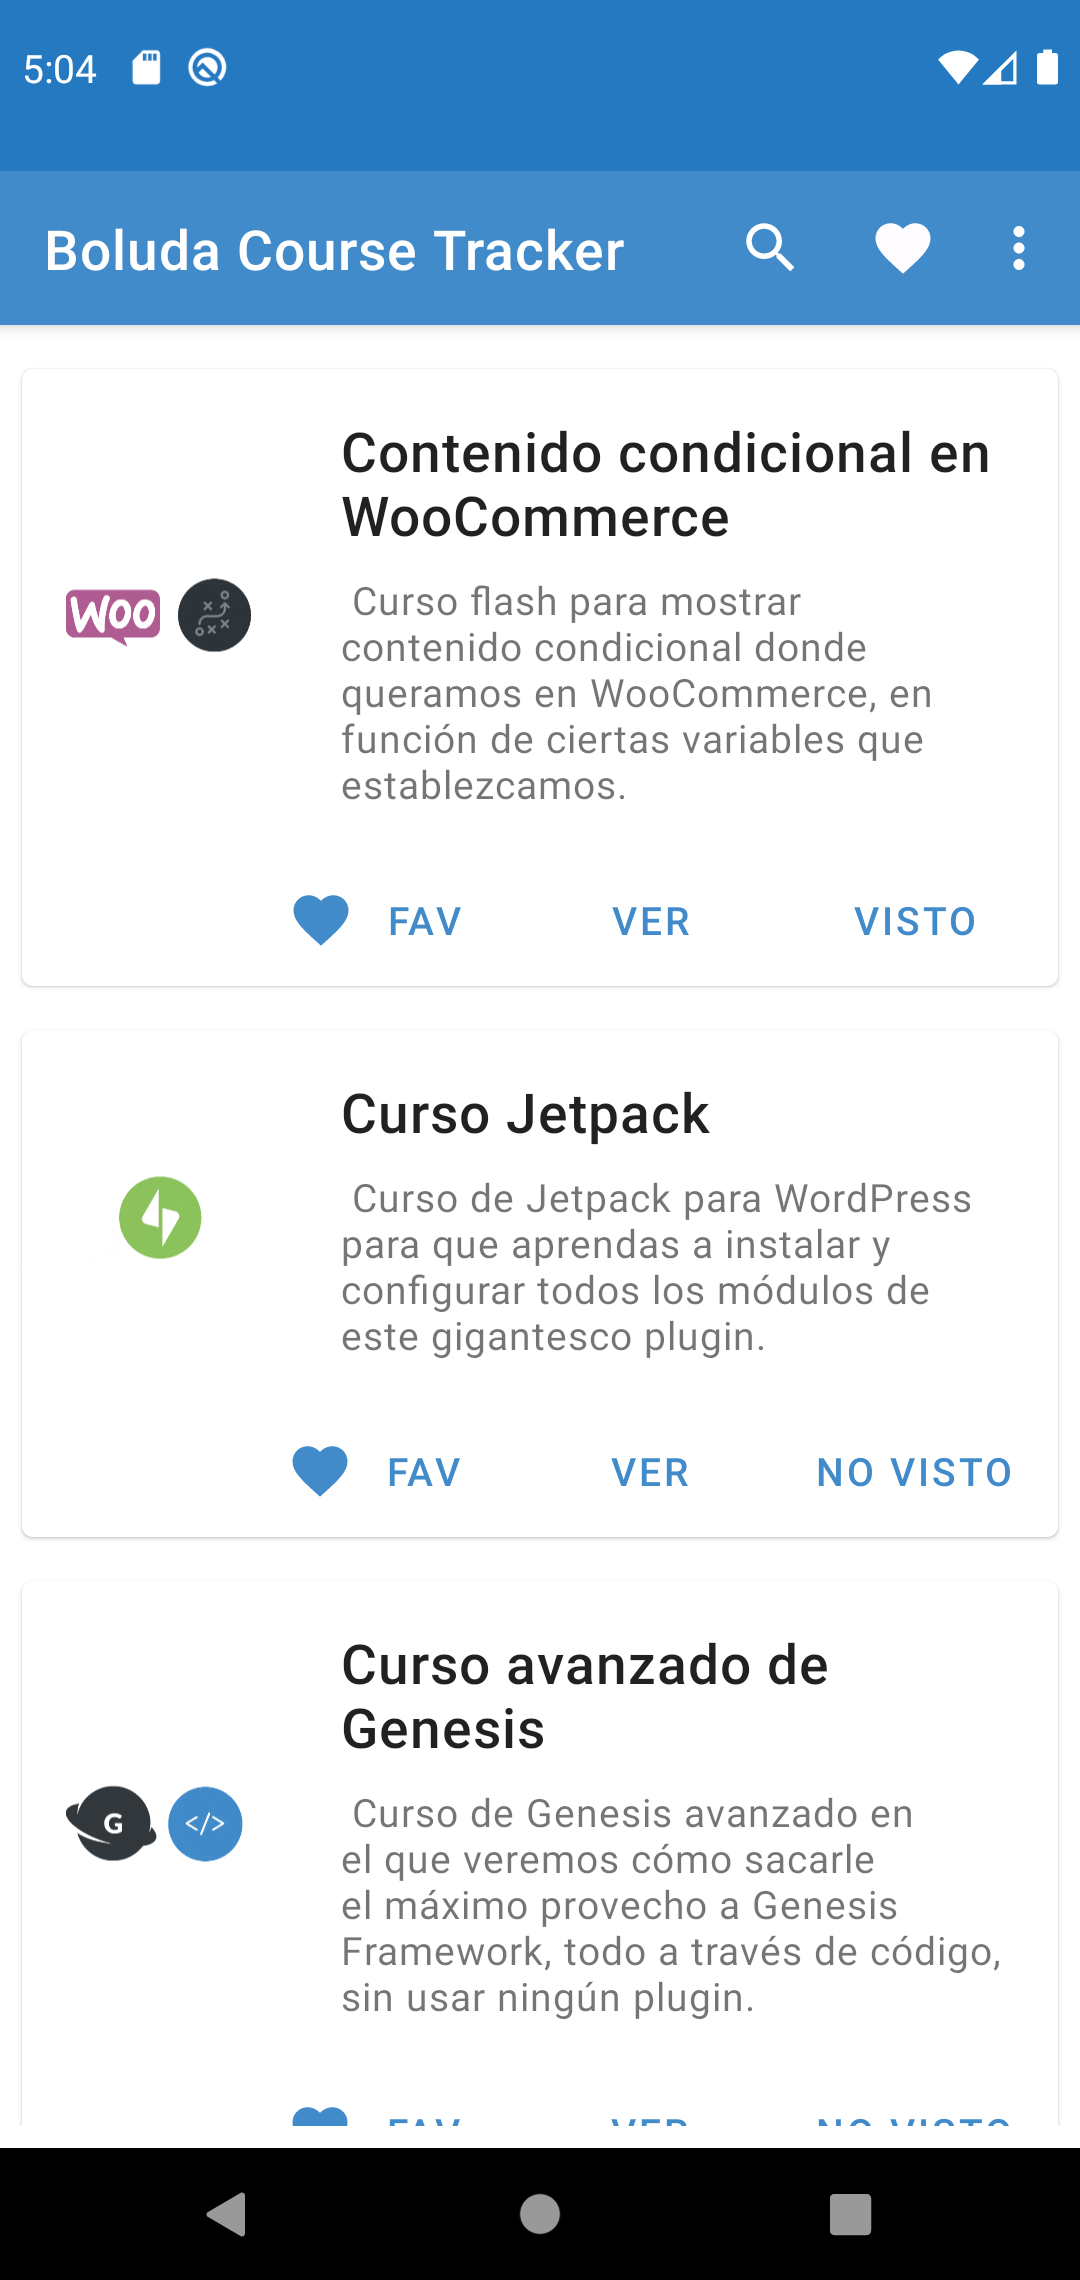 5:04
Boluda Course Tracker
Contenido condicional en
WooCommerce
WOO
Curso flash para mostrar
contenido condicional donde
queramos en WooCommerce, en
función de ciertas variables que
establezcamos.
FAV VER VISTO
Curso Jetpack
Curso de Jetpack para WordPress
para que aprendas a instalar y
configurar todos los módulos de
este gigantesco plugin.
FAV VER NO VISTO
Curso avanzado de
Genesis
G </>
Curso de Genesis avanzado en
el que veremos cómo sacarle
el máximo provecho a Genesis
Framework, todo a través de código,
sin usar ningún plugin.
FAV VER NO VISTO